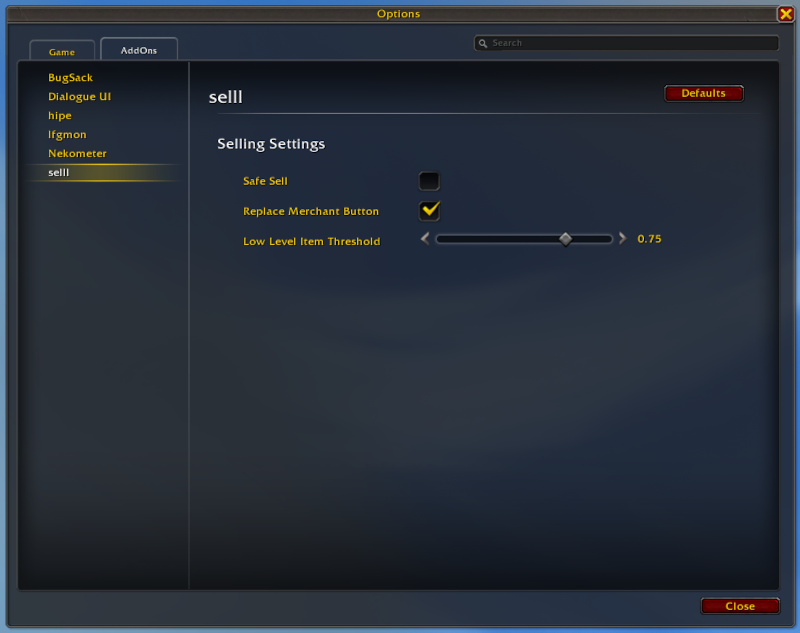 Options
Game
AddOns
Search
BugSack
Dialogue UI
hipe
lfgmon
Nekometer
selll
selll
Defaults
Selling Settings
Safe Sell
Replace Merchant Button
Low Level Item Threshold
0.75
Close